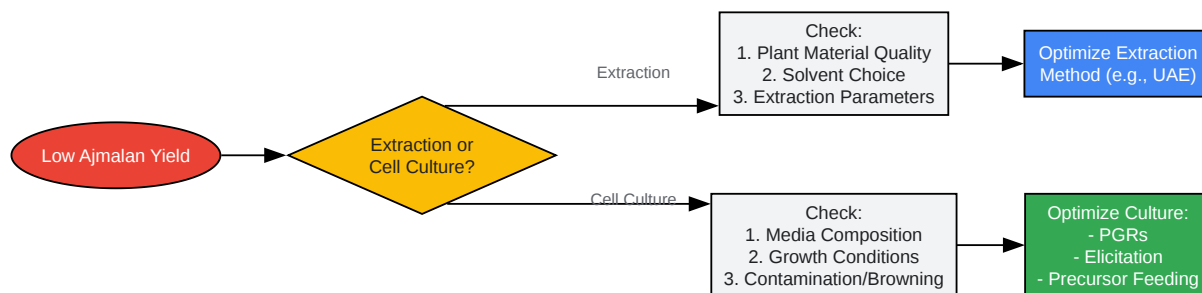 Low Ajmalan Yield
Extraction or
Cell Culture?
Extraction
Check:
1. Plant Material Quality
2. Solvent Choice
3. Extraction Parameters
Optimize Extraction
Method (e.g., UAE)
Cell Culture
Check:
1. Media Composition
2. Growth Conditions
3. Contamination/Browning
Optimize Culture:
- PGRs
- Elicitation
- Precursor Feeding